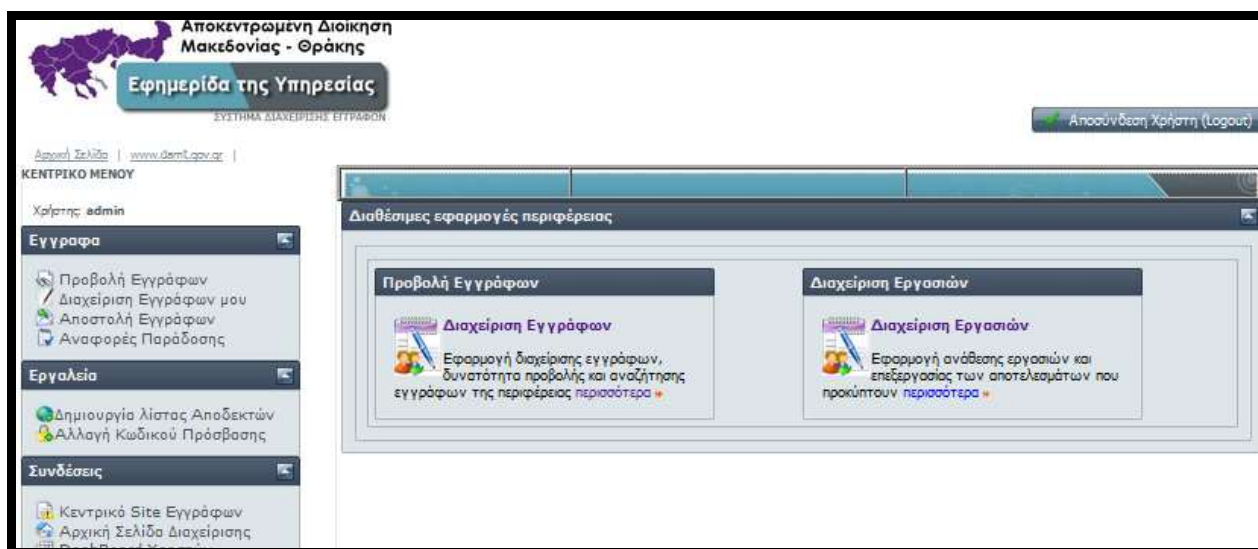 Αποκεντρωμένη Διοίκηση
Μακεδονίας - Θράκης
Εφημερίδα της Υπηρεσίας
ΣΥΣΤΗΜΑ ΔΙΑΧΕΙΡΙΣΗΣ ΕΓΓΡΑΦΩΝ
Αποσύνδεση Χρήστη (Logout)
Αρχική Σελίδα | www.damt.gov.gr |
ΚΕΝΤΡΙΚΟ ΜΕΝΟΥ
Χρήστης: admin
Εγγραφα
Προβολή Εγγράφων
Διαχείριση Εγγράφων μου
Αποστολή Εγγράφων
Αναφορές Παράδοσης
Εργαλεία
Δημιουργία λίστας Αποδεκτών
Αλλαγή Κωδικού Πρόσβασης
Συνδέσεις
Κεντρικό Site Εγγράφων
Αρχική Σελίδα Διαχείρισης
DashBoard Χρηστών
Διαθέσιμες εφαρμογές περιφέρειας
Προβολή Εγγράφων
Διαχείριση Εγγράφων
Εφαρμογή διαχείρισης εγγράφων,
δυνατότητα προβολής και αναζήτησης
εγγράφων της περιφέρειας περισσότερα »
Διαχείριση Εργασιών
Διαχείριση Εργασιών
Εφαρμογή ανάθεσης εργασιών και
επεξεργασίας των αποτελεσμάτων που
προκύπτουν περισσότερα »